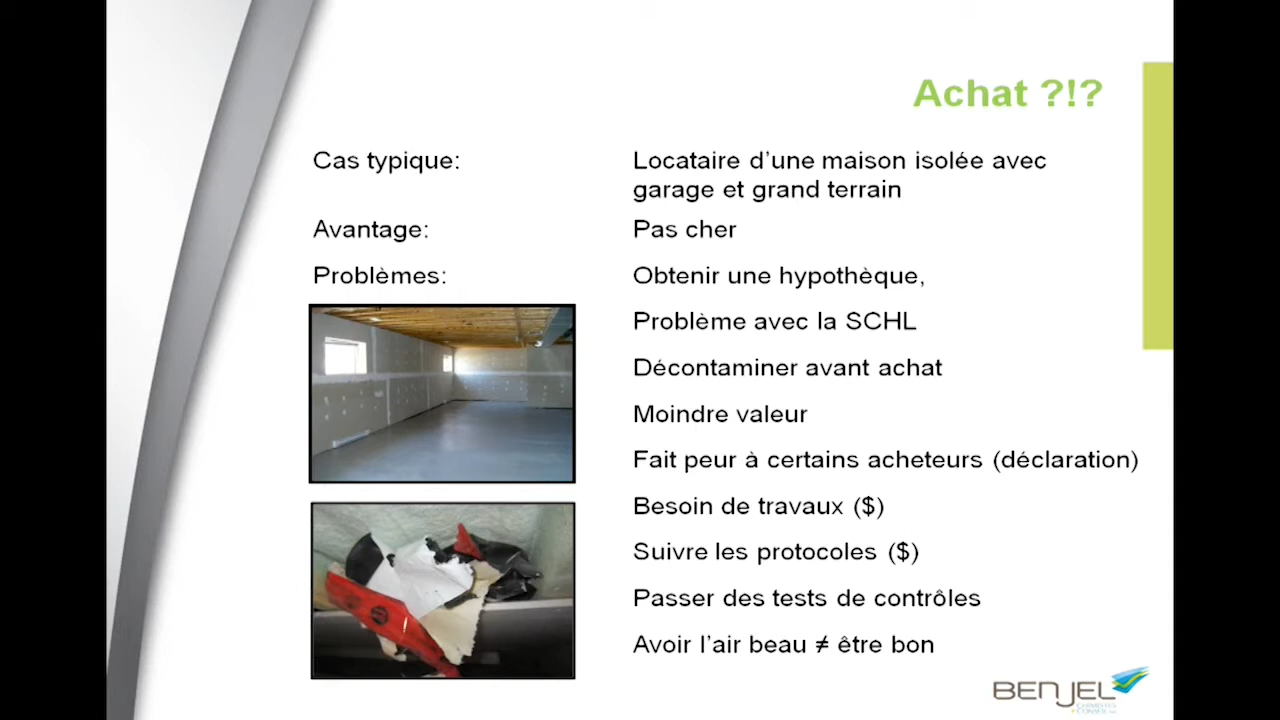 Achat ?!?
Cas typique:
Locataire d'une maison isolée avec
garage et grand terrain
Avantage:
Pas cher
Problèmes:
Obtenir une hypothèque,
Problème avec la SCHL
Décontaminer avant achat
Moindre valeur
Fait peur à certains acheteurs (déclaration)
Besoin de travaux ($)
Suivre les protocoles ($)
Passer des tests de contrôles
Avoir l'air beau ≠ être bon
BENJEL